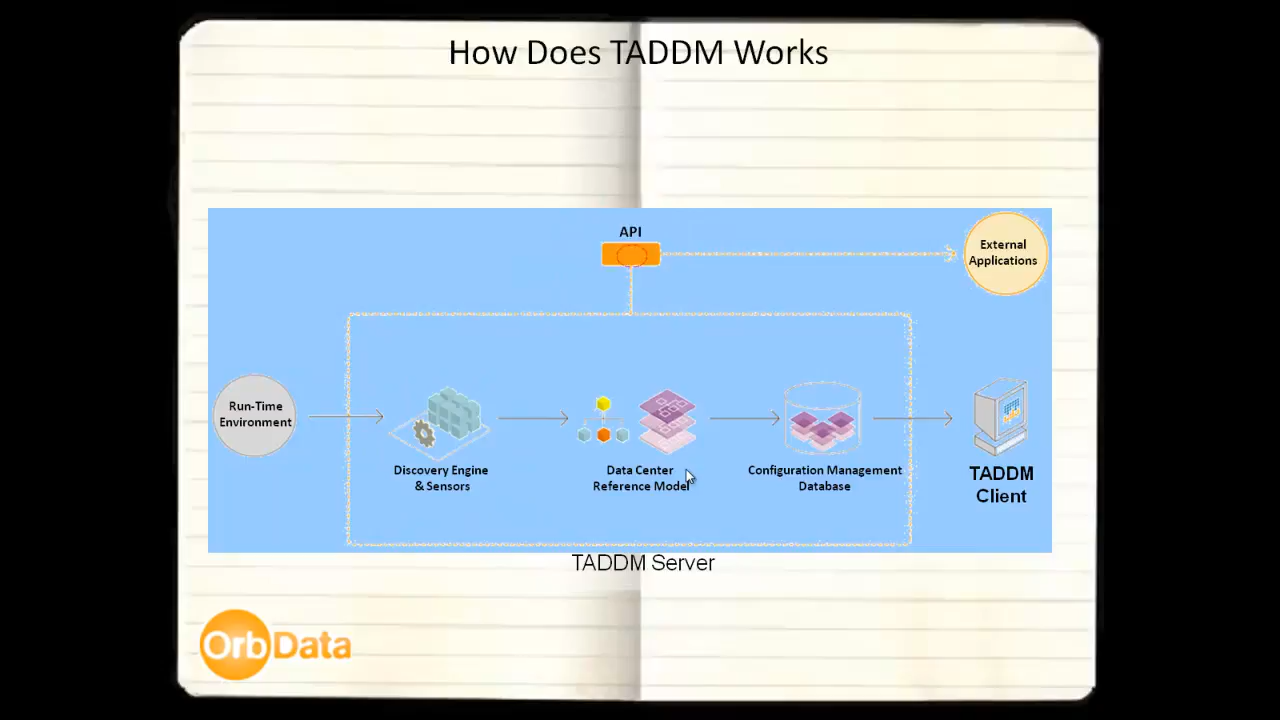 How Does TADDM Works
API
External
Applications
Run-Time
Environment
Discovery Engine
& Sensors
Data Center
Reference Model
Configuration Management
Database
TADDM
Client
TADDM Server
OrbData